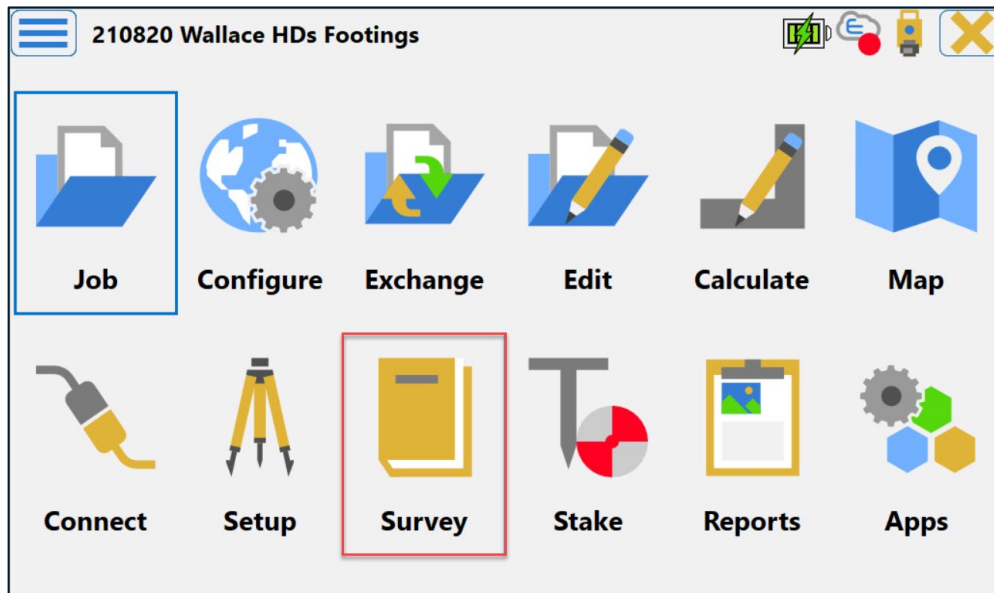 210820 Wallace HDs Footings
Job Configure Exchange Edit Calculate Map
Connect Setup Survey Stake Reports Apps